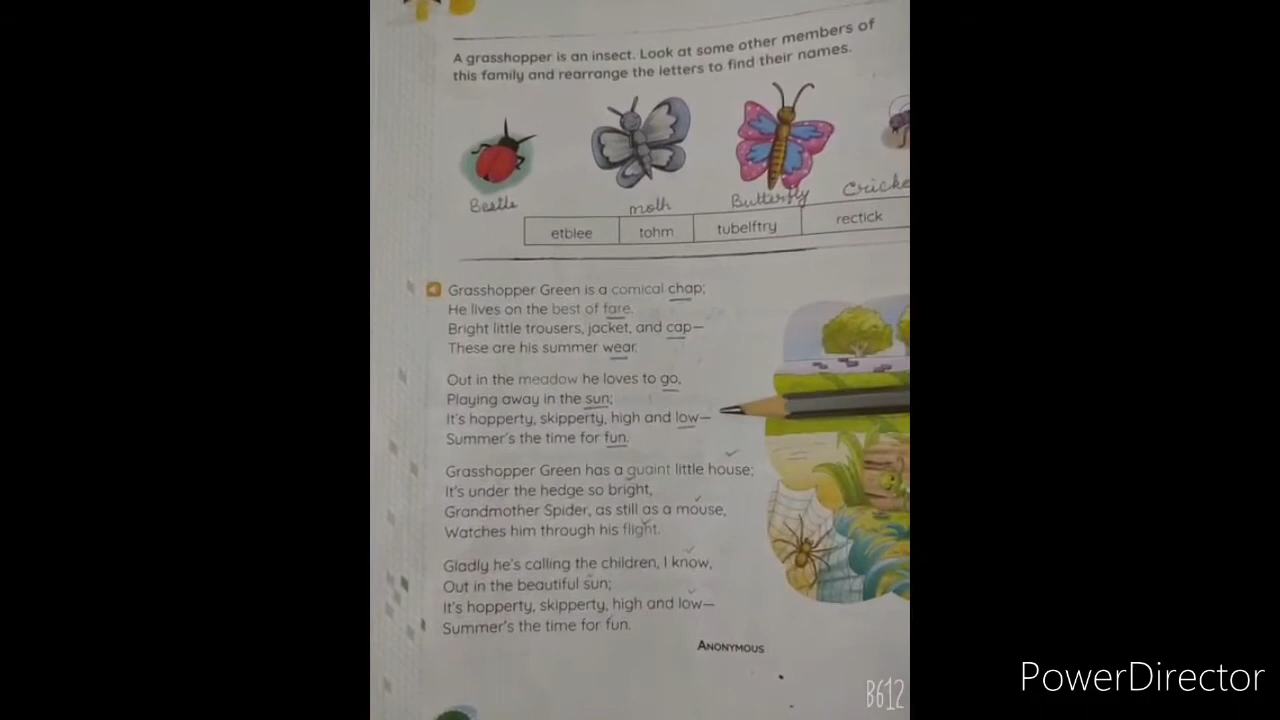 A grasshopper is an insect. Look at some other members of
this family and rearrange the letters to find their names.
Beetle moth Butterfly Cricke
etblee tohm tubelftry rectick
Grasshopper Green is a comical chap;
He lives on the best of fare.
Bright little trousers, jacket, and cap—
These are his summer wear.
Out in the meadow he loves to go,
Playing away in the sun;
It's hopperty, skipperty, high and low—
Summer's the time for fun.
Grasshopper Green has a quaint little house;
It's under the hedge so bright,
Grandmother Spider, as still as a mouse,
Watches him through his flight.
Gladly he's calling the children, I know,
Out in the beautiful sun;
It's hopperty, skipperty, high and low—
Summer's the time for fun.
ANONYMOUS
PowerDirector
B612